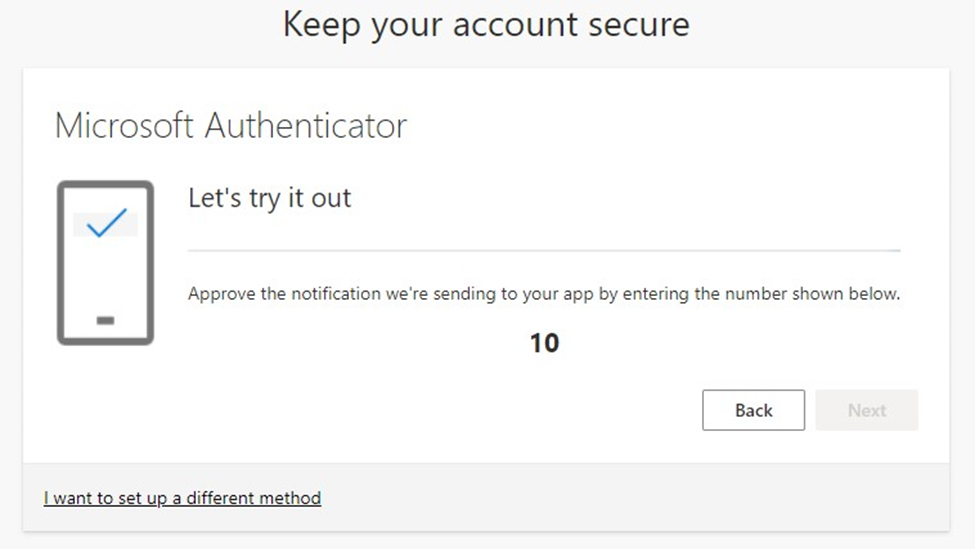 Keep your account secure
Microsoft Authenticator
Let's try it out
Approve the notification we're sending to your app by entering the number shown below.
10
Back
Next
I want to set up a different method